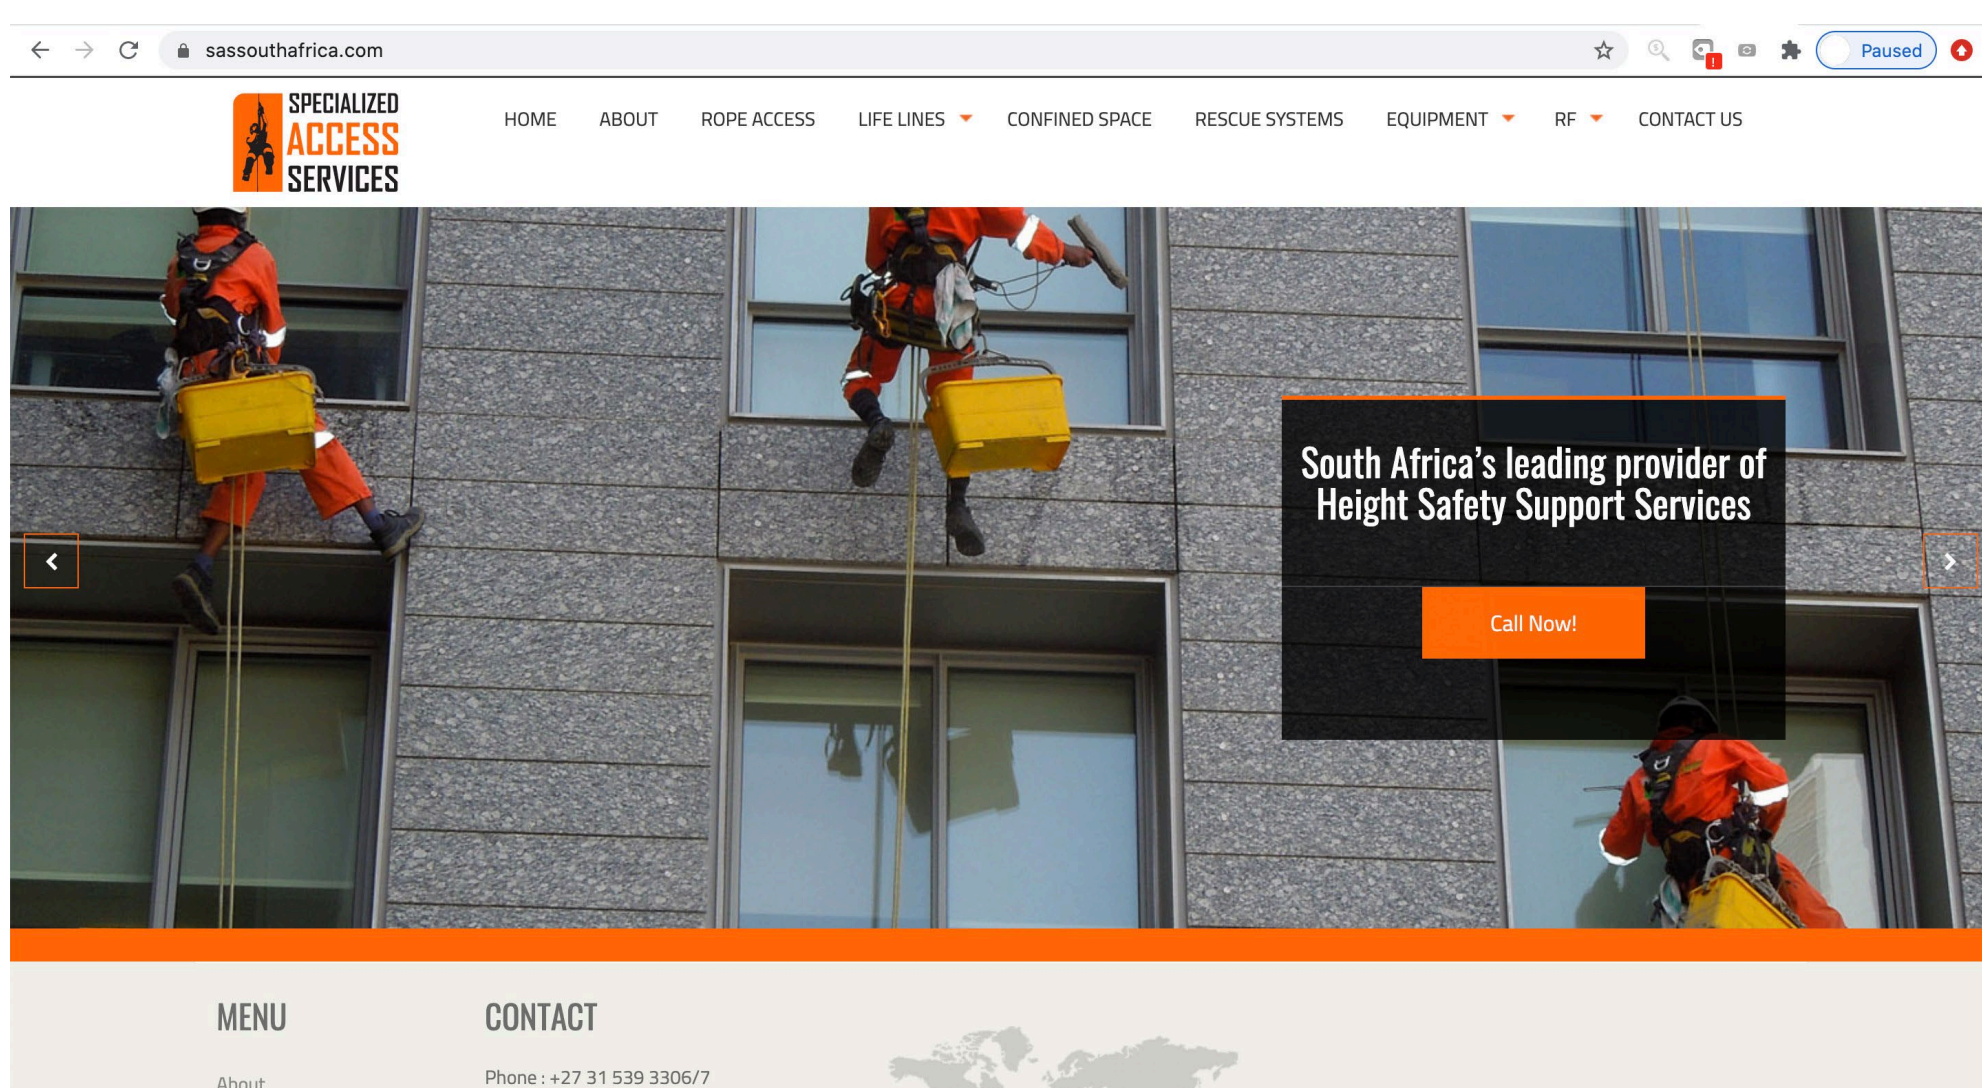 sassouthafrica.com
Paused
SPECIALIZED
ACCESS
SERVICES
HOME ABOUT ROPE ACCESS LIFE LINES CONFINED SPACE RESCUE SYSTEMS EQUIPMENT RF CONTACT US
South Africa’s leading provider of
Height Safety Support Services
Call Now!
MENU
About
CONTACT
Phone : +27 31 539 3306/7